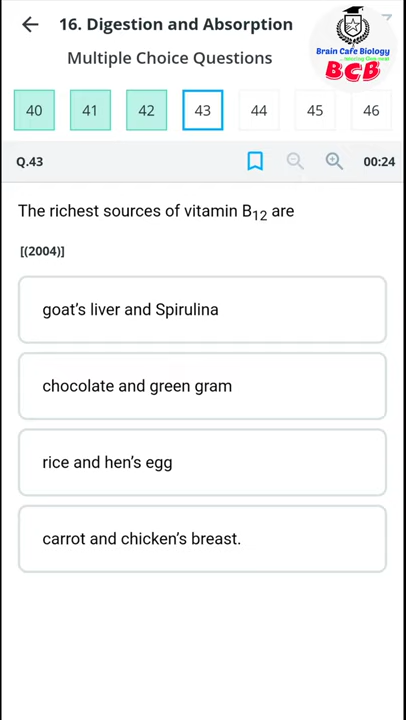 16. Digestion and Absorption
Multiple Choice Questions
Brain Cafe Biology
BCB
40 41 42 43 44 45 46
Q.43 00:24
The richest sources of vitamin B₁₂ are
[(2004)]
goat's liver and Spirulina
chocolate and green gram
rice and hen's egg
carrot and chicken's breast.